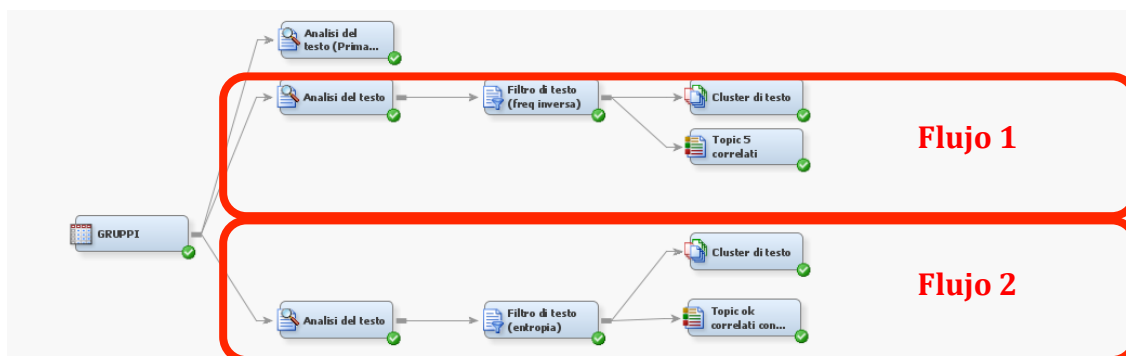 Analisi del
testo (Prima...
Analisi del testo
Filtro di testo
(freq inversa)
Cluster di testo
Topic 5
correlati
Flujo 1
GRUPPI
Cluster di testo
Flujo 2
Analisi del testo
Filtro di testo
(entropia)
Topic ok
correlati con...